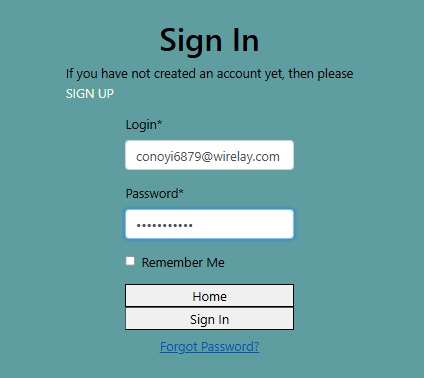 Sign In
If you have not created an account yet, then please
SIGN UP
Login*
conoyi6879@wirelay.com
Password*
•••••••••••
Remember Me
Home
Sign In
Forgot Password?